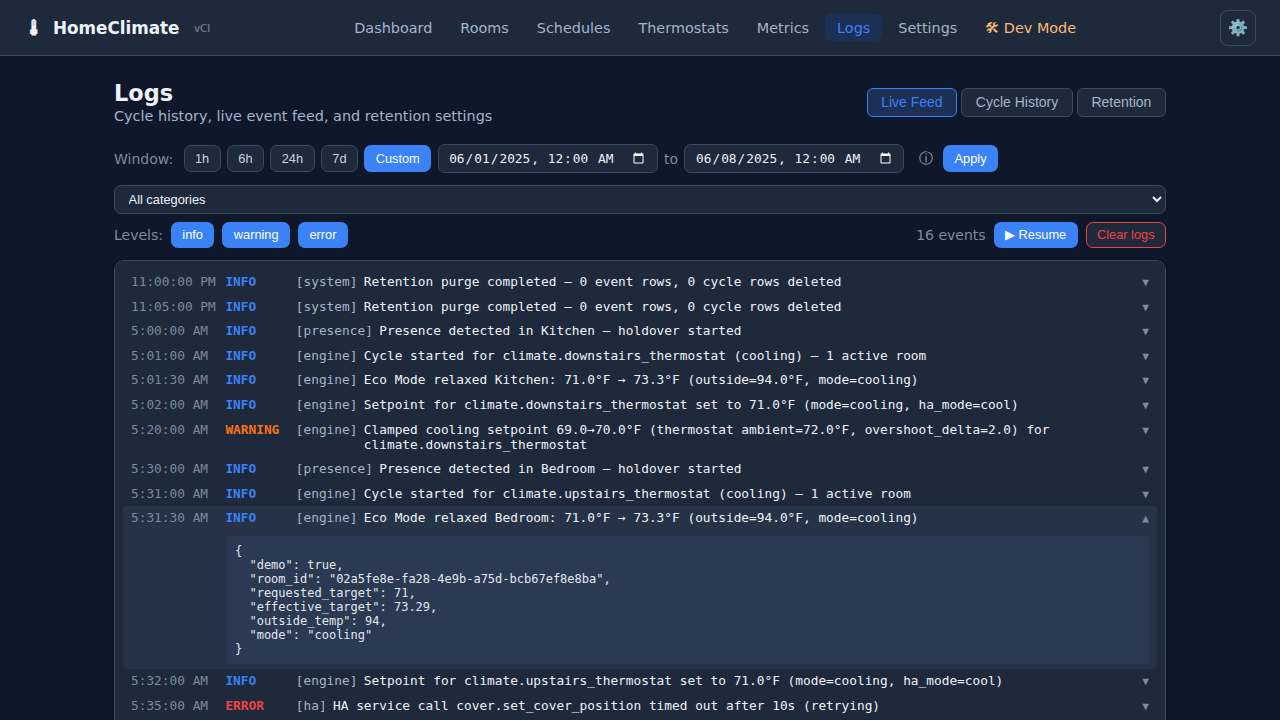 🌡 HomeClimate vCI Dashboard Rooms Schedules Thermostats Metrics Logs Settings 🛠 Dev Mode ⚙️
Logs
Cycle history, live event feed, and retention settings
Live Feed Cycle History Retention
Window: 1h 6h 24h 7d Custom 06/01/2025, 12:00 AM to 06/08/2025, 12:00 AM ⓘ Apply
All categories
Levels: info warning error 16 events ▶ Resume Clear logs
11:00:00 PM INFO [system] Retention purge completed — 0 event rows, 0 cycle rows deleted ▼
11:05:00 PM INFO [system] Retention purge completed — 0 event rows, 0 cycle rows deleted ▼
5:00:00 AM INFO [presence] Presence detected in Kitchen — holdover started ▼
5:01:00 AM INFO [engine] Cycle started for climate.downstairs_thermostat (cooling) — 1 active room ▼
5:01:30 AM INFO [engine] Eco Mode relaxed Kitchen: 71.0°F → 73.3°F (outside=94.0°F, mode=cooling) ▼
5:02:00 AM INFO [engine] Setpoint for climate.downstairs_thermostat set to 71.0°F (mode=cooling, ha_mode=cool) ▼
5:20:00 AM WARNING [engine] Clamped cooling setpoint 69.0→70.0°F (thermostat ambient=72.0°F, overshoot_delta=2.0) for ▼
climate.downstairs_thermostat
5:30:00 AM INFO [presence] Presence detected in Bedroom — holdover started ▼
5:31:00 AM INFO [engine] Cycle started for climate.upstairs_thermostat (cooling) — 1 active room ▼
5:31:30 AM INFO [engine] Eco Mode relaxed Bedroom: 71.0°F → 73.3°F (outside=94.0°F, mode=cooling) ▲
{
"demo": true,
"room_id": "02a5fe8e-fa28-4e9b-a75d-bcb67ef8e8ba",
"requested_target": 71,
"effective_target": 73.29,
"outside_temp": 94,
"mode": "cooling"
}
5:32:00 AM INFO [engine] Setpoint for climate.upstairs_thermostat set to 71.0°F (mode=cooling, ha_mode=cool) ▼
5:35:00 AM ERROR [ha] HA service call cover.set_cover_position timed out after 10s (retrying) ▼